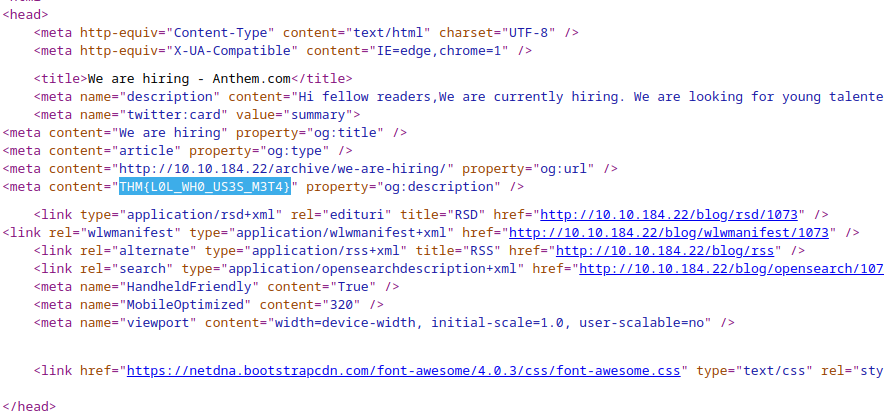 <head>
<meta http-equiv="Content-Type" content="text/html" charset="UTF-8" />
<meta http-equiv="X-UA-Compatible" content="IE=edge,chrome=1" />
<title>We are hiring - Anthem.com</title>
<meta name="description" content="Hi fellow readers,We are currently hiring. We are looking for young talente
<meta name="twitter:card" value="summary">
<meta content="We are hiring" property="og:title" />
<meta content="article" property="og:type" />
<meta content="http://10.10.184.22/archive/we-are-hiring/" property="og:url" />
<meta content="THM{L0L_WH0_US3S_M3T4}" property="og:description" />
<link type="application/rsd+xml" rel="edituri" title="RSD" href="http://10.10.184.22/blog/rsd/1073" />
<link rel="wlwmanifest" type="application/wlwmanifest+xml" href="http://10.10.184.22/blog/wlwmanifest/1073" />
<link rel="alternate" type="application/rss+xml" title="RSS" href="http://10.10.184.22/blog/rss" />
<link rel="search" type="application/opensearchdescription+xml" href="http://10.10.184.22/blog/opensearch/107
<meta name="HandheldFriendly" content="True" />
<meta name="MobileOptimized" content="320" />
<meta name="viewport" content="width=device-width, initial-scale=1.0, user-scalable=no" />
<link href="https://netdna.bootstrapcdn.com/font-awesome/4.0.3/css/font-awesome.css" type="text/css" rel="sty
</head>